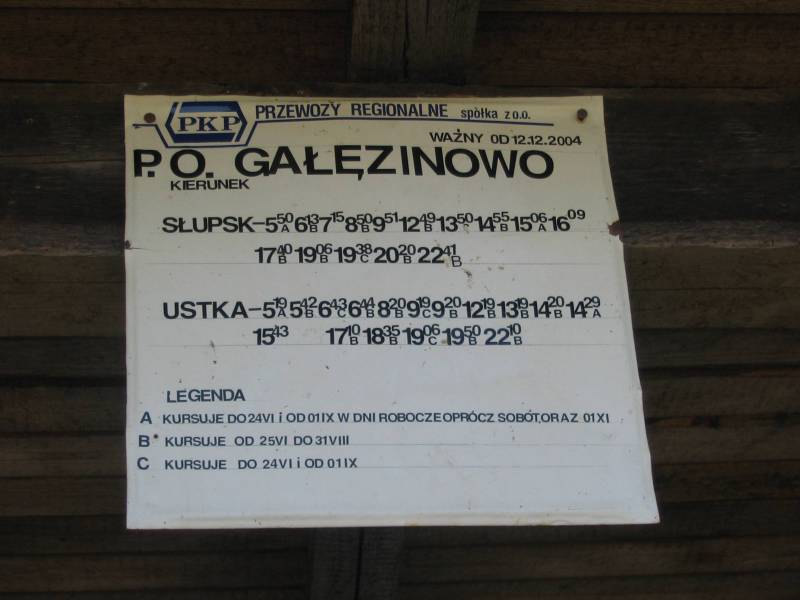 PKP PRZEWOZY REGIONALNE spółka z o.o.
WAŻNY OD 12.12.2004
P.O. GAŁĘZINOWO
KIERUNEK
SŁUPSK-5⁵⁰A 6¹³B 7¹⁵ 8⁵⁰B 9⁵¹ 12⁴⁹B 13⁵⁰C 14⁵⁵B 15⁰⁶A 16⁰⁹
17⁴⁰B 19⁰⁶B 19³⁸C 20²⁰B 22⁴¹B
USTKA-5¹⁹A 5⁴²B 6⁴³C 6⁴⁴B 8²⁰B 9¹⁹C 9²⁰B 12¹⁹B 13¹⁹B 14²⁰B 14²⁹A
15⁴³ 17¹⁰B 18³⁵B 19⁰⁶C 19⁵⁰B 22¹⁰B
LEGENDA
A KURSUJE DO 24VI i OD 01IX W DNI ROBOCZE OPRÓCZ SOBÓT,ORAZ 01XI
B KURSUJE OD 25VI DO 31VIII
C KURSUJE DO 24VI i OD 01IX